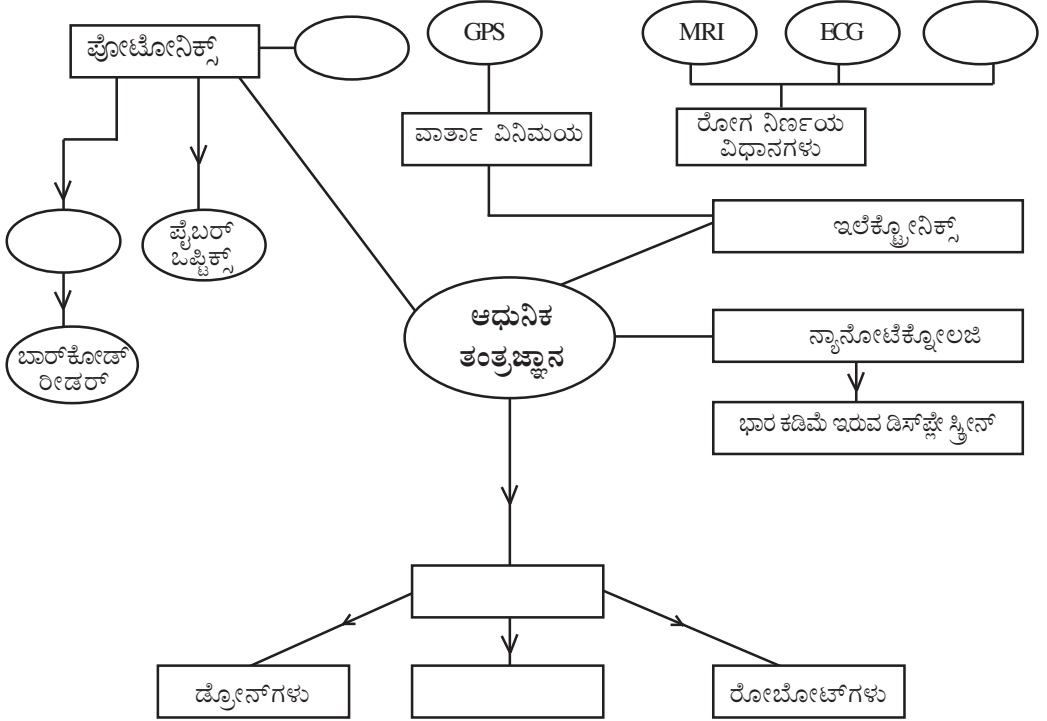 ಪೋಟೋನಿಕ್ಸ್
GPS
MRI
ECG
ವಾರ್ತಾ ವಿನಿಮಯ
ರೋಗ ನಿರ್ಣಯ
ವಿಧಾನಗಳು
ಇಲೆಕ್ಟ್ರೋನಿಕ್ಸ್
ಪೈಬರ್
ಒಪ್ಟಿಕ್ಸ್
ಆಧುನಿಕ
ತಂತ್ರಜ್ಞಾನ
ನ್ಯಾನೋಟೆಕ್ನೋಲಜಿ
ಬಾರ್‌ಕೋಡ್
ರೀಡರ್
ಭಾರ ಕಡಿಮೆ ಇರುವ ಡಿಸ್‌ಪ್ಲೇ ಸ್ಕ್ರೀನ್
ಡ್ರೋನ್‌ಗಳು
ರೋಬೋಟ್‌ಗಳು